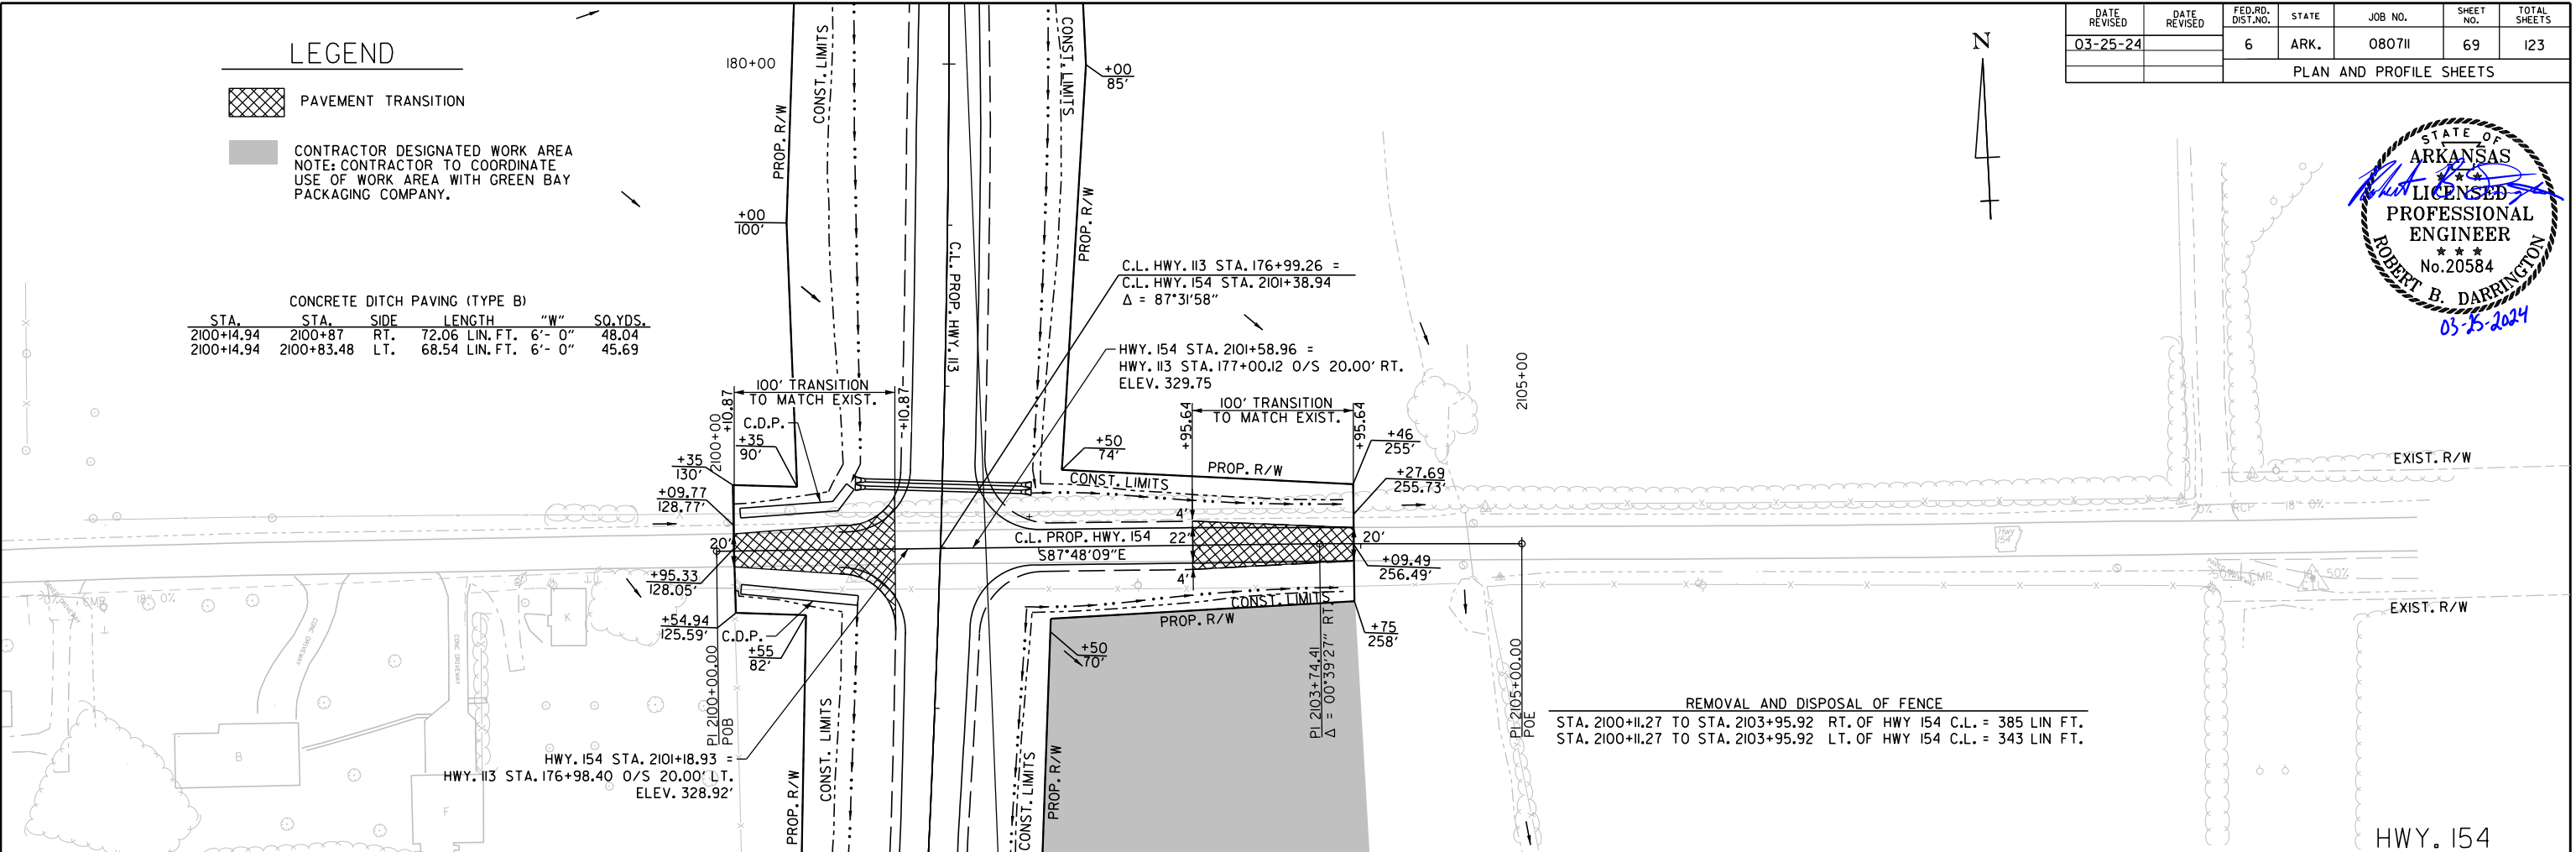 LEGEND
PAVEMENT TRANSITION
CONTRACTOR DESIGNATED WORK AREA
NOTE: CONTRACTOR TO COORDINATE
USE OF WORK AREA WITH GREEN BAY
PACKAGING COMPANY.
DATE REVISED DATE REVISED FED.RD. DIST.NO. STATE JOB NO. SHEET NO. TOTAL SHEETS
03-25-24 6 ARK. 080711 69 123
PLAN AND PROFILE SHEETS
N
STATE OF
ARKANSAS
★ ★ ★
LICENSED
PROFESSIONAL
ENGINEER
★ ★ ★
No.20584
ROBERT B. DARRINGTON
03-25-2024
CONCRETE DITCH PAVING (TYPE B)
STA. STA. SIDE LENGTH "W" SQ.YDS.
2100+14.94 2100+87 RT. 72.06 LIN.FT. 6'- 0" 48.04
2100+14.94 2100+83.48 LT. 68.54 LIN.FT. 6'- 0" 45.69
180+00
PROP. R/W
CONST. LIMITS
CONST. LIMITS
PROP. R/W
+00
85'
+00
100'
C.L. PROP. HWY. 113
C.L. HWY. 113 STA. 176+99.26 =
C.L. HWY. 154 STA. 2101+38.94
Δ = 87°31'58"
HWY. 154 STA. 2101+58.96 =
HWY. 113 STA. 177+00.12 O/S 20.00' RT.
ELEV. 329.75
100' TRANSITION
TO MATCH EXIST.
+10.87
+10.87
2100+00
C.D.P.
+35
90'
+35
130'
+09.77
128.77'
20'
+95.33
128.05'
+54.94
125.59'
C.D.P.
+55
82'
100' TRANSITION
TO MATCH EXIST.
+95.64
+95.64
2105+00
+50
74'
PROP. R/W
CONST. LIMITS
+46
255'
+27.69
255.73'
4'
22'
4'
20'
C.L. PROP. HWY. 154
S87°48'09"E
+09.49
256.49'
CONST. LIMITS
PROP. R/W
+75
258'
+50
70'
PI 2100+00.00
POB
PI 2103+74.41
Δ = 00°39'27" RT.
PI 2105+00.00
POE
EXIST. R/W
EXIST. R/W
RCP 18" 0%
Hwy
154
CMP 18" 0%
CONC DRIVEWAY
CONC DRIVEWAY
K
B
F
HWY. 154 STA. 2101+18.93 =
HWY. 113 STA. 176+98.40 O/S 20.00' LT.
ELEV. 328.92'
PROP. R/W
CONST. LIMITS
CONST. LIMITS
PROP. R/W
REMOVAL AND DISPOSAL OF FENCE
STA. 2100+11.27 TO STA. 2103+95.92 RT. OF HWY 154 C.L. = 385 LIN FT.
STA. 2100+11.27 TO STA. 2103+95.92 LT. OF HWY 154 C.L. = 343 LIN FT.
HWY. 154